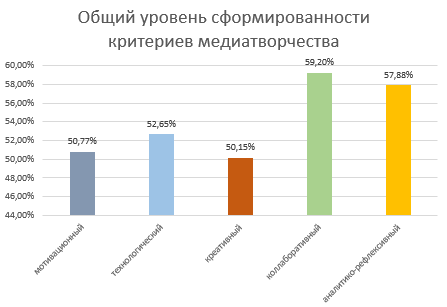 Общий уровень сформированности
критериев медиатворчества
60,00%
58,00%
56,00%
54,00%
52,00%
50,00%
48,00%
46,00%
44,00%
50,77%
52,65%
50,15%
59,20%
57,88%
мотивационный
технологический
креативный
коллаборативный
аналитико-рефлексивный